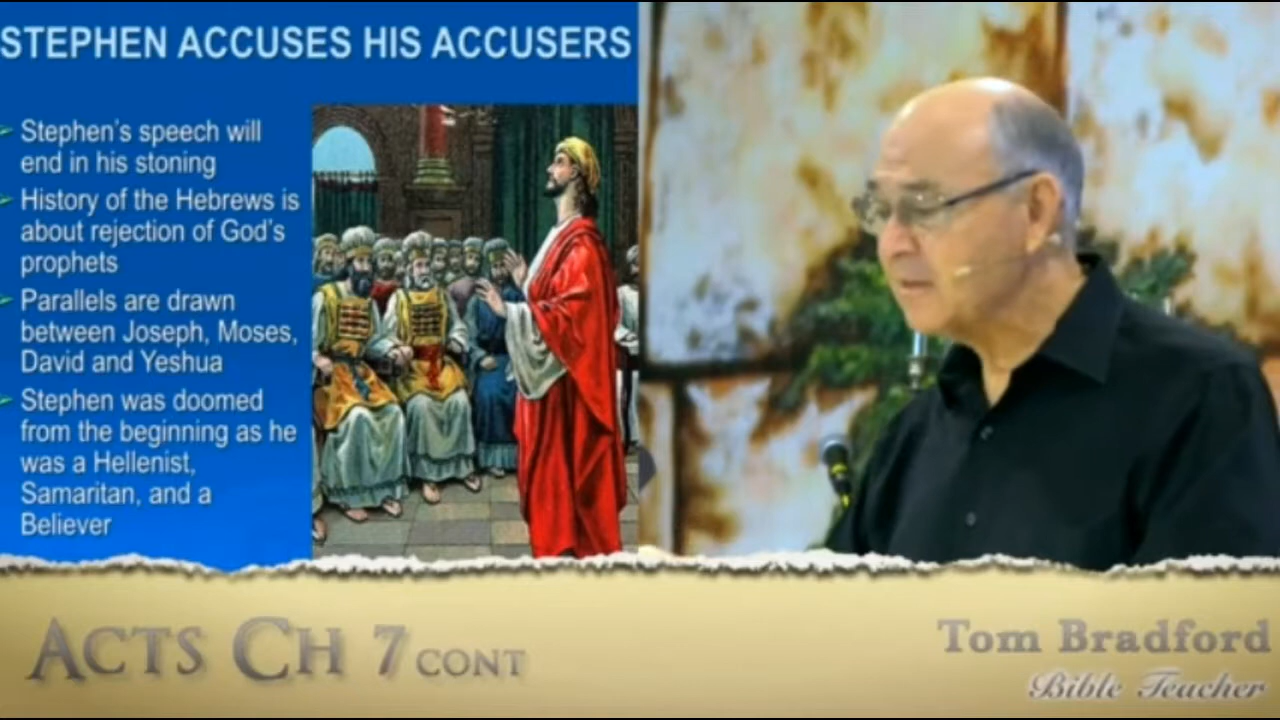 STEPHEN ACCUSES HIS ACCUSERS
Stephen's speech will
end in his stoning
History of the Hebrews is
about rejection of God's
prophets
Parallels are drawn
between Joseph, Moses,
David and Yeshua
Stephen was doomed
from the beginning as he
was a Hellenist,
Samaritan, and a
Believer
ACTS CH 7 CONT
Tom Bradford
Bible Teacher